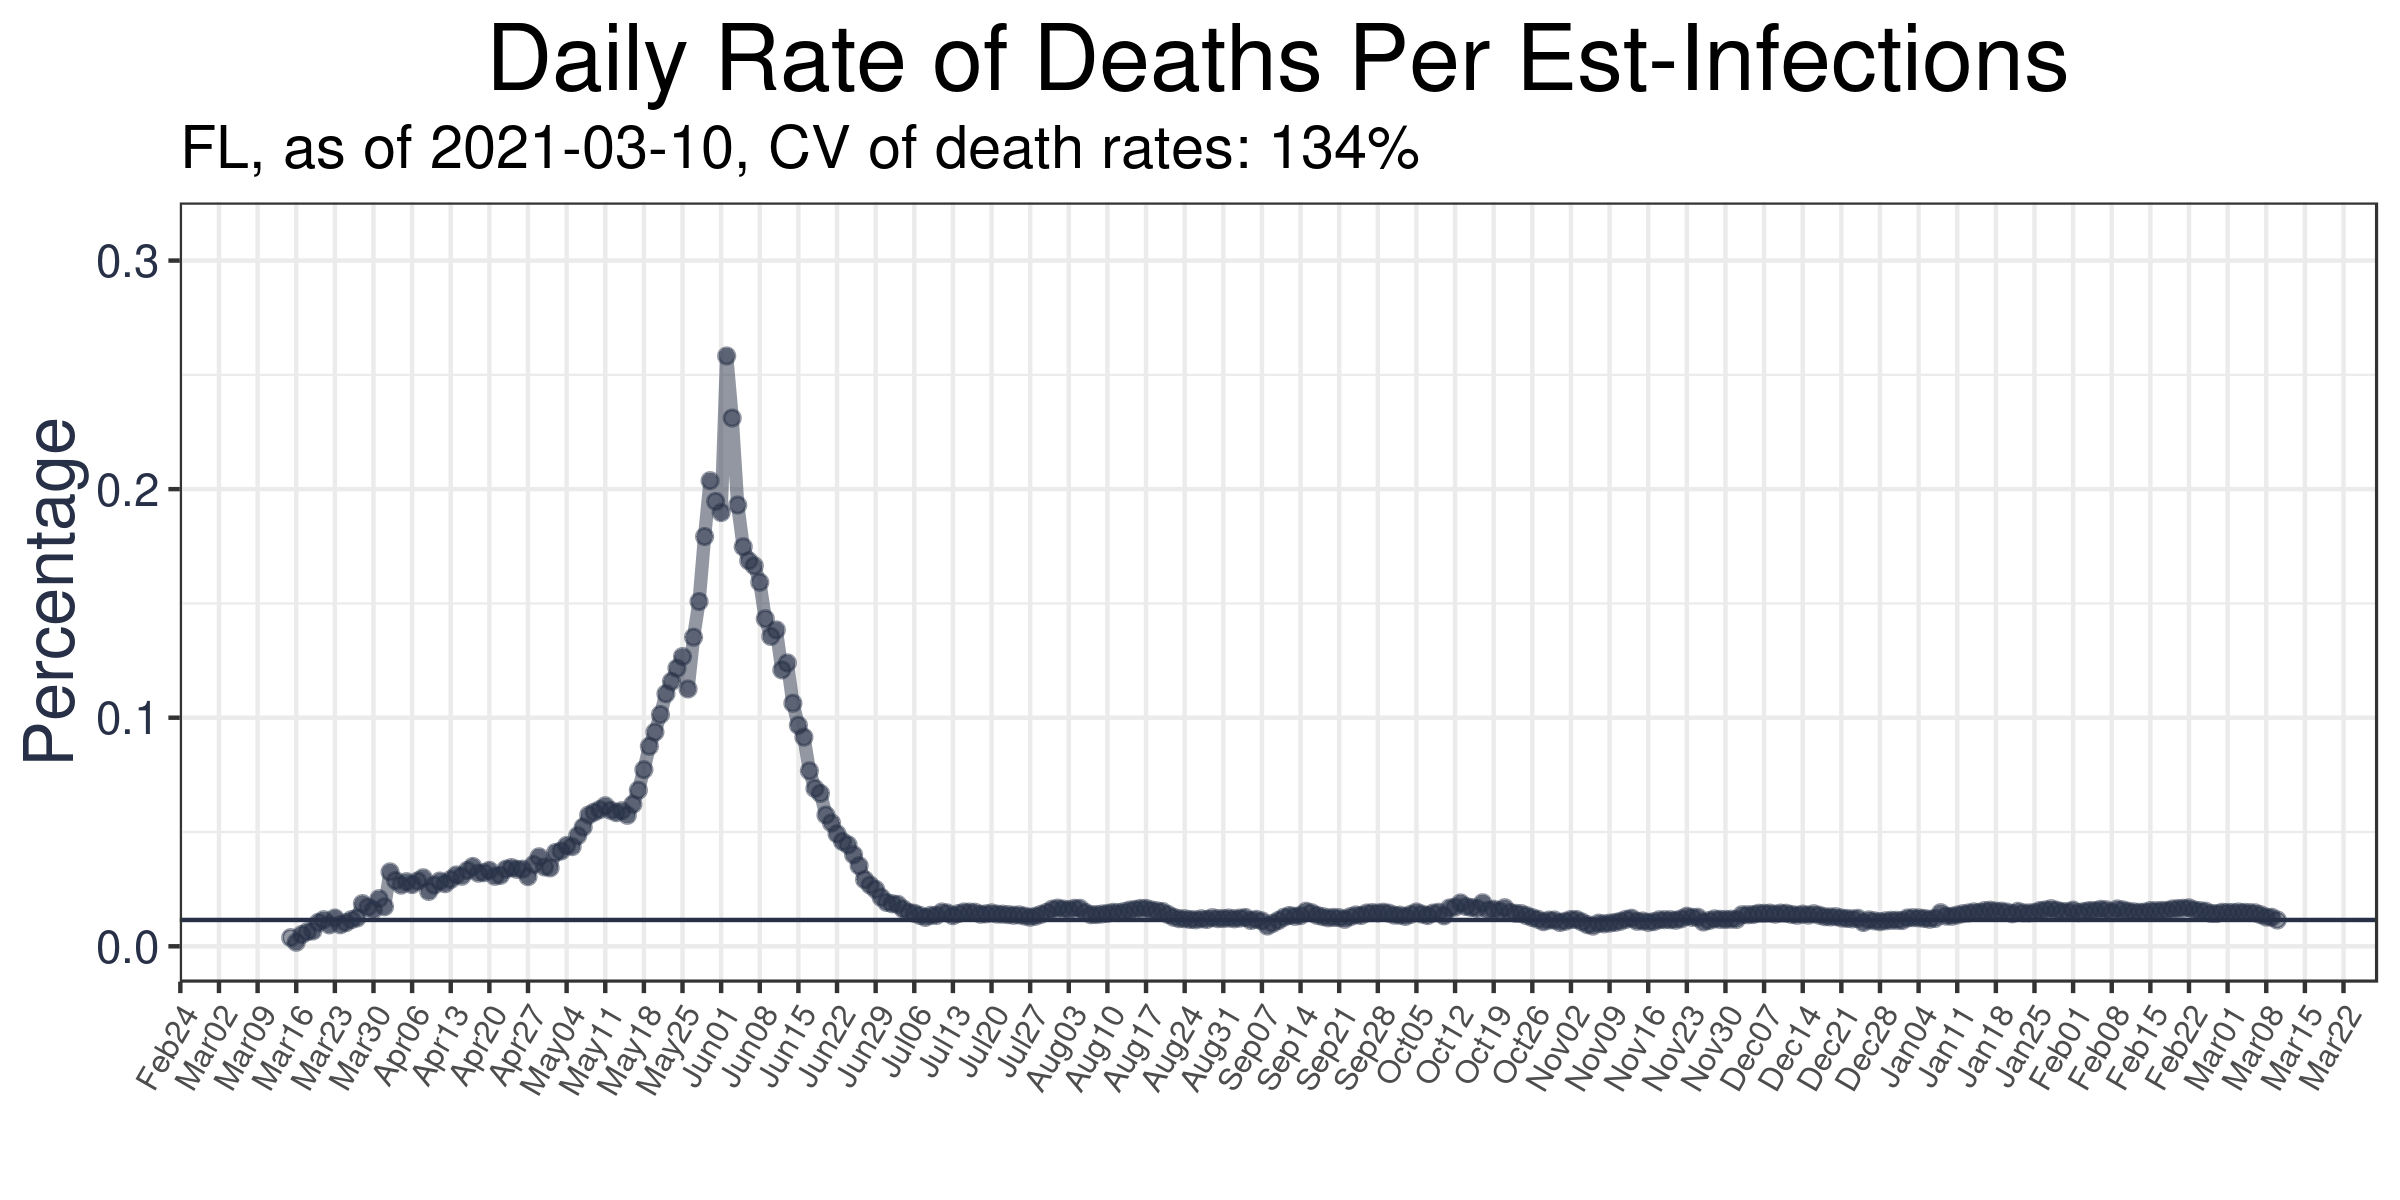 Daily Rate of Deaths Per Est-Infections
FL, as of 2021-03-10, CV of death rates: 134%
Percentage
0.3
0.2
0.1
0.0
Feb24
Mar02
Mar09
Mar16
Mar23
Mar30
Apr06
Apr13
Apr20
Apr27
May04
May11
May18
May25
Jun01
Jun08
Jun15
Jun22
Jun29
Jul06
Jul13
Jul20
Jul27
Aug03
Aug10
Aug17
Aug24
Aug31
Sep07
Sep14
Sep21
Sep28
Oct05
Oct12
Oct19
Oct26
Nov02
Nov09
Nov16
Nov23
Nov30
Dec07
Dec14
Dec21
Dec28
Jan04
Jan11
Jan18
Jan25
Feb01
Feb08
Feb15
Feb22
Mar01
Mar08
Mar15
Mar22